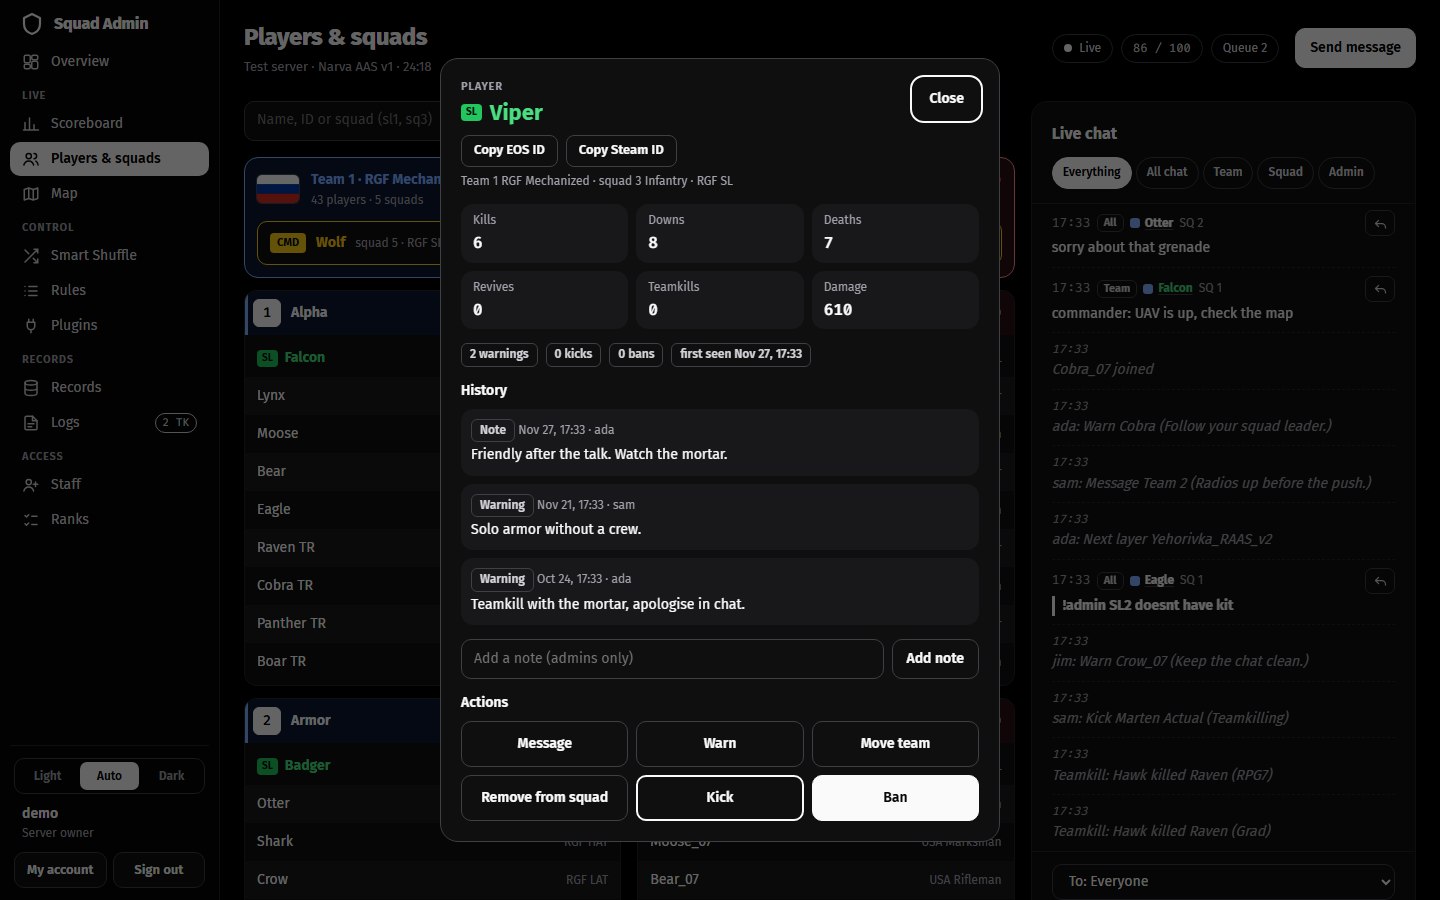 Squad Admin
Overview
LIVE
Scoreboard
Players & squads
Map
CONTROL
Smart Shuffle
Rules
Plugins
RECORDS
Records
Logs
2 TK
ACCESS
Staff
Ranks
Light
Auto
Dark
demo
Server owner
My account
Sign out
Players & squads
Test server · Narva AAS v1 · 24:18
Live
86 / 100
Queue 2
Send message
Name, ID or squad (sl1, sq3)
Team 1 · RGF Mechan
43 players · 5 squads
CMD Wolf squad 5 · RGF SL
1 Alpha
SL Falcon
Lynx
Moose
Bear
Eagle
Raven TR
Cobra TR
Panther TR
Boar TR
2 Armor
SL Badger
Otter
Shark
RGF HAT
Crow
RGF LAT
Moose_07
USA Marksman
Bear_07
USA Rifleman
PLAYER
SL Viper
Close
Copy EOS ID
Copy Steam ID
Team 1 RGF Mechanized · squad 3 Infantry · RGF SL
Kills
6
Downs
8
Deaths
7
Revives
0
Teamkills
0
Damage
610
2 warnings
0 kicks
0 bans
first seen Nov 27, 17:33
History
Note Nov 27, 17:33 · ada
Friendly after the talk. Watch the mortar.
Warning Nov 21, 17:33 · sam
Solo armor without a crew.
Warning Oct 24, 17:33 · ada
Teamkill with the mortar, apologise in chat.
Add a note (admins only)
Add note
Actions
Message
Warn
Move team
Remove from squad
Kick
Ban
Live chat
Everything
All chat
Team
Squad
Admin
17:33 All Otter SQ 2
sorry about that grenade
17:33 Team Falcon SQ 1
commander: UAV is up, check the map
17:33
Cobra_07 joined
17:33
ada: Warn Cobra (Follow your squad leader.)
17:33
sam: Message Team 2 (Radios up before the push.)
17:33
ada: Next layer Yehorivka_RAAS_v2
17:33 All Eagle SQ 1
!admin SL2 doesnt have kit
17:33
jim: Warn Crow_07 (Keep the chat clean.)
17:33
sam: Kick Marten Actual (Teamkilling)
17:33
Teamkill: Hawk killed Raven (RPG7)
17:33
Teamkill: Hawk killed Raven (Grad)
To: Everyone